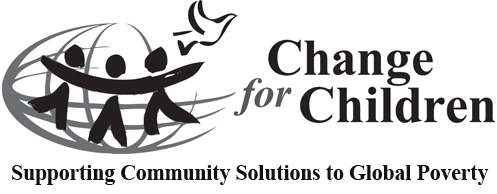 Change
for Children
Supporting Community Solutions to Global Poverty